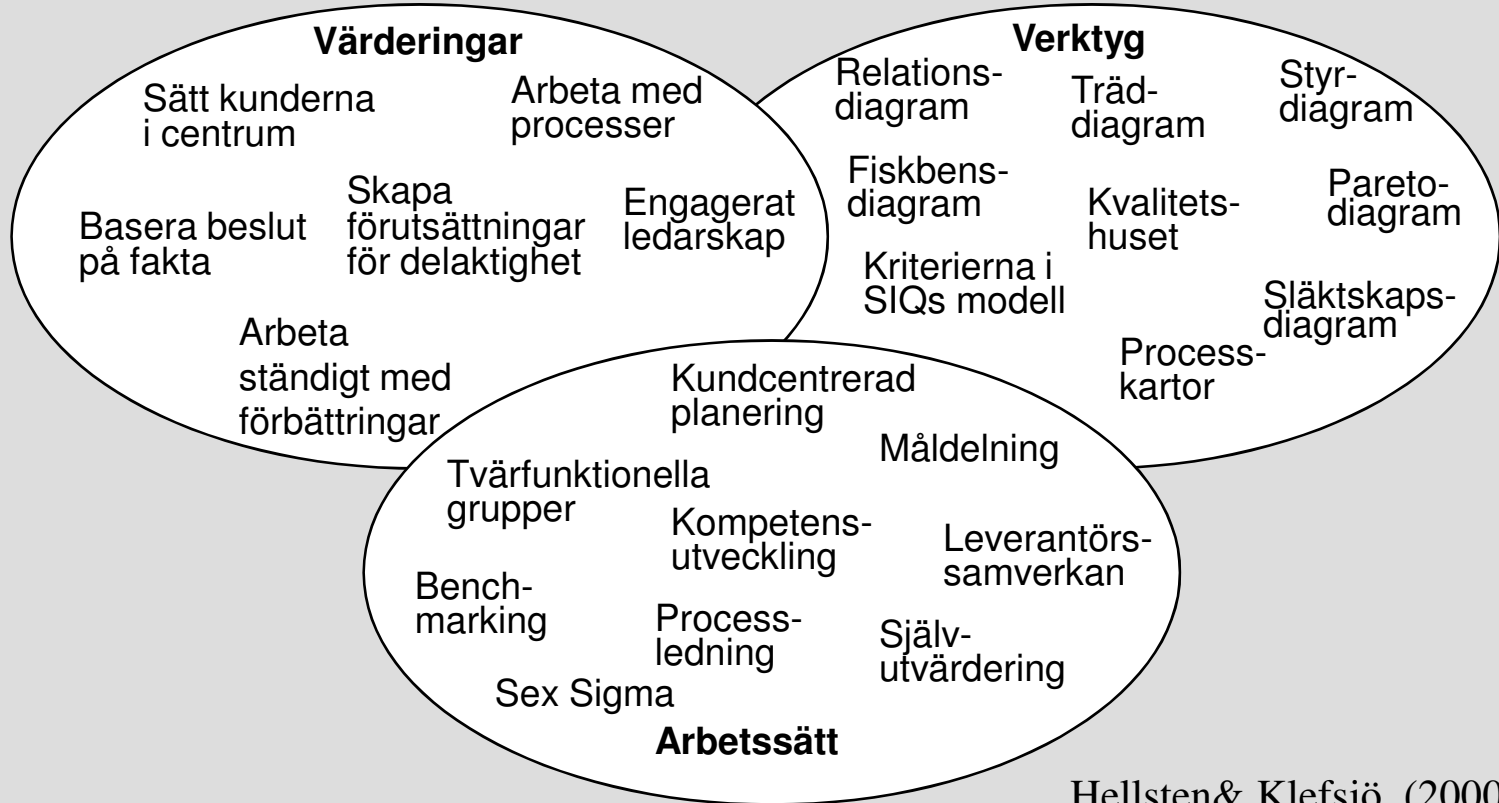 Värderingar
Sätt kunderna
i centrum
Arbeta med
processer
Basera beslut
på fakta
Skapa
förutsättningar
för delaktighet
Engagerat
ledarskap
Arbeta
ständigt med
förbättringar
Verktyg
Relations-
diagram
Träd-
diagram
Styr-
diagram
Fiskbens-
diagram
Kvalitets-
huset
Pareto-
diagram
Kriterierna i
SIQs modell
Släktskaps-
diagram
Process-
kartor
Kundcentrerad
planering
Måldelning
Tvärfunktionella
grupper
Kompetens-
utveckling
Leverantörs-
samverkan
Bench-
marking
Process-
ledning
Själv-
utvärdering
Sex Sigma
Arbetssätt
Hellsten& Klefsjö, (2000